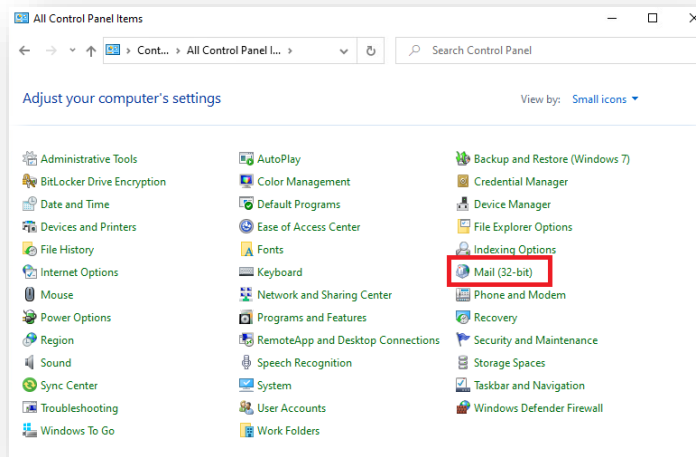 All Control Panel Items
Cont... > All Control Panel I... >
Search Control Panel
Adjust your computer's settings
View by: Small icons
Administrative Tools
AutoPlay
Backup and Restore (Windows 7)
BitLocker Drive Encryption
Color Management
Credential Manager
Date and Time
Default Programs
Device Manager
Devices and Printers
Ease of Access Center
File Explorer Options
File History
Fonts
Indexing Options
Internet Options
Keyboard
Mail (32-bit)
Mouse
Network and Sharing Center
Phone and Modem
Power Options
Programs and Features
Recovery
Region
RemoteApp and Desktop Connections
Security and Maintenance
Sound
Speech Recognition
Storage Spaces
Sync Center
System
Taskbar and Navigation
Troubleshooting
User Accounts
Windows Defender Firewall
Windows To Go
Work Folders